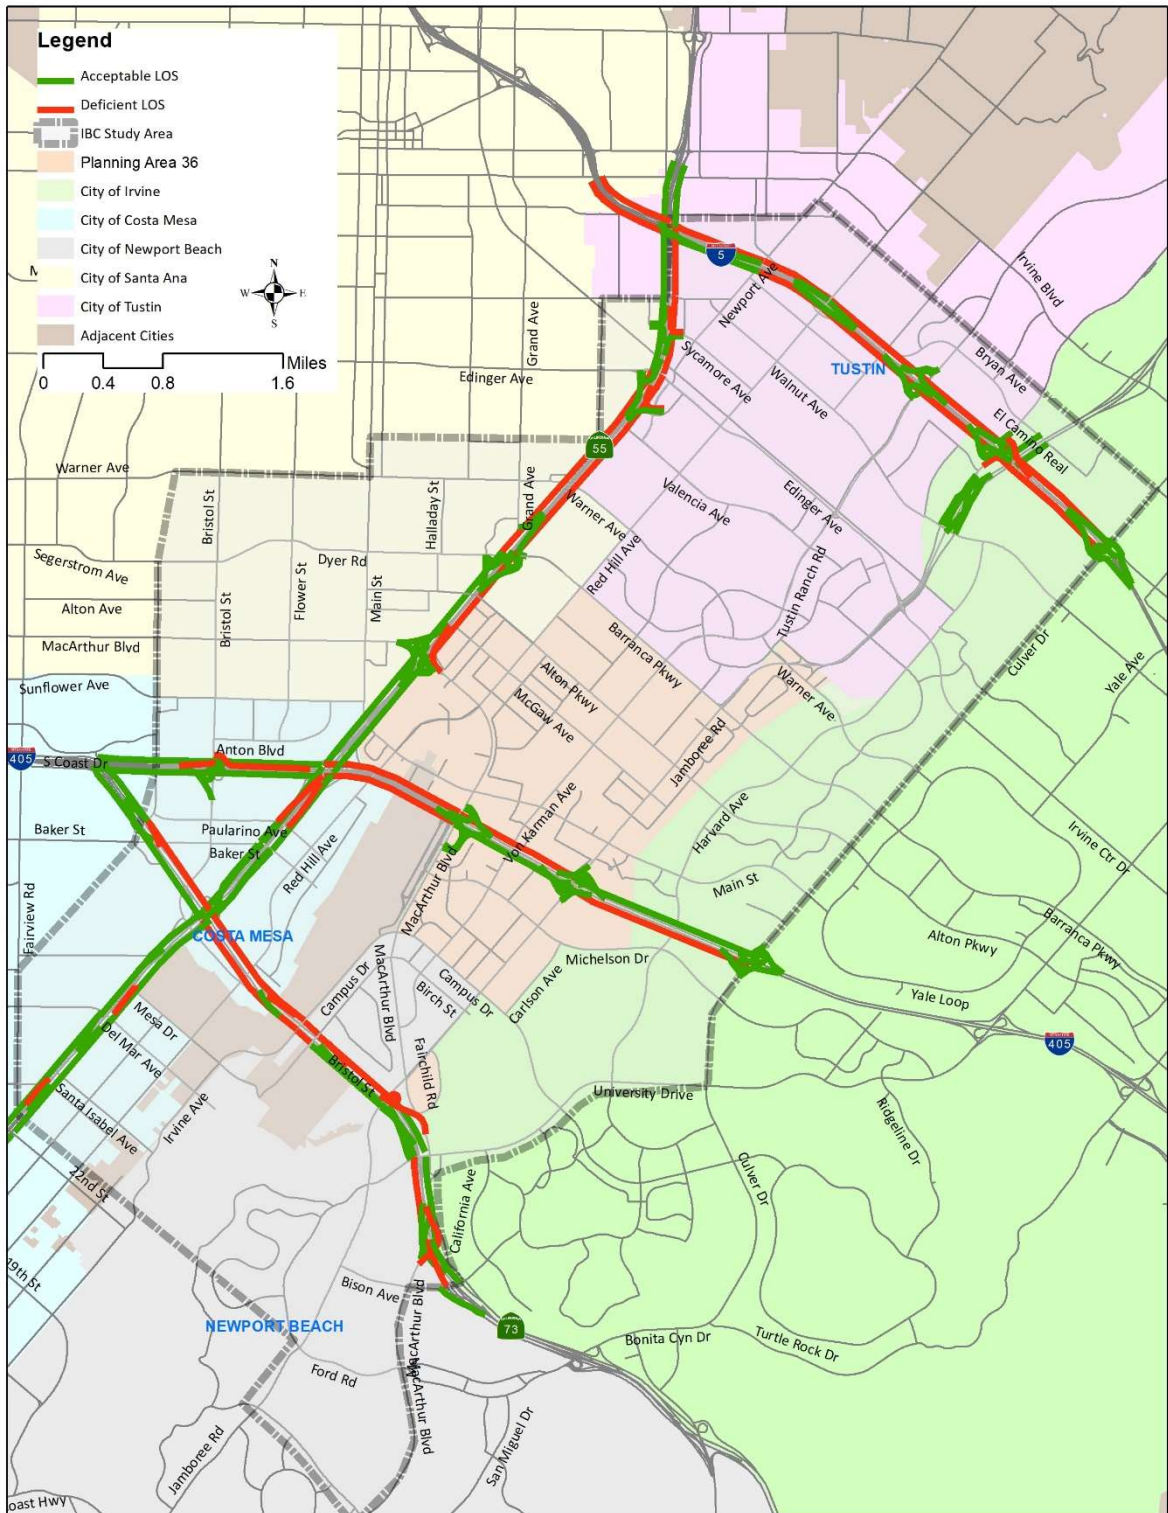 Legend
Acceptable LOS
Deficient LOS
IBC Study Area
Planning Area 36
City of Irvine
City of Costa Mesa
City of Newport Beach
City of Santa Ana
City of Tustin
Adjacent Cities
N
W
E
S
Miles
0
0.4
0.8
1.6
M
5
Newport Ave
Irvine Blvd
Grand Ave
Edinger Ave
Sycamore Ave
Walnut Ave
TUSTIN
Bryan Ave
El Camino Real
55
Warner Ave
Bristol St
Halladay St
Grand Ave
Warner Ave
Valencia Ave
Edinger Ave
Segerstrom Ave
Dyer Rd
Flower St
Main St
Red Hill Ave
Tustin Ranch Rd
Alton Ave
Bristol St
MacArthur Blvd
Barranca Pkwy
Culver Dr
Yale Ave
Sunflower Ave
Alton Pkwy
McGaw Ave
Warner Ave
Jamboree Rd
405
S Coast Dr
Anton Blvd
Baker St
Paularino Ave
Baker St
Red Hill Ave
Von Karman Ave
Harvard Ave
Irvine Ctr Dr
MacArthur Blvd
Main St
Fairview Rd
COSTA MESA
Barranca Pkwy
Alton Pkwy
Michelson Dr
Campus Dr
MacArthur Blvd
Campus Dr
Birch St
Carlson Ave
Yale Loop
405
Mesa Dr
Del Mar Ave
Bristol St
Fairchild Rd
University Drive
Santa Isabel Ave
Irvine Ave
Ridgeline Dr
22nd St
California Ave
Culver Dr
19th St
Bison Ave
MacArthur Blvd
NEWPORT BEACH
73
Bonita Cyn Dr
Turtle Rock Dr
Ford Rd
MacArthur Blvd
Jamboree Rd
San Miguel Dr
oast Hwy